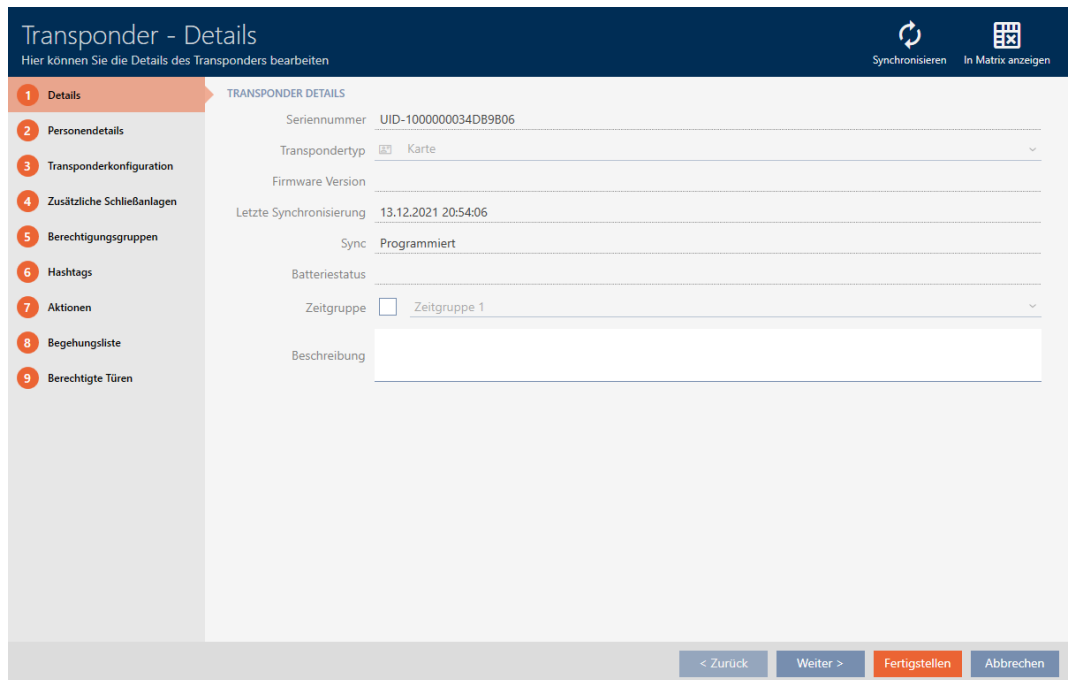 Transponder - Details
Hier können Sie die Details des Transponders bearbeiten
Synchronisieren
In Matrix anzeigen
1 Details
2 Personendetails
3 Transponderkonfiguration
4 Zusätzliche Schließanlagen
5 Berechtigungsgruppen
6 Hashtags
7 Aktionen
8 Begehungsliste
9 Berechtigte Türen
TRANSPONDER DETAILS
Seriennummer UID-1000000034DB9B06
Transpondertyp Karte
Firmware Version
Letzte Synchronisierung 13.12.2021 20:54:06
Sync Programmiert
Batteriestatus
Zeitgruppe Zeitgruppe 1
Beschreibung
< Zurück
Weiter >
Fertigstellen
Abbrechen